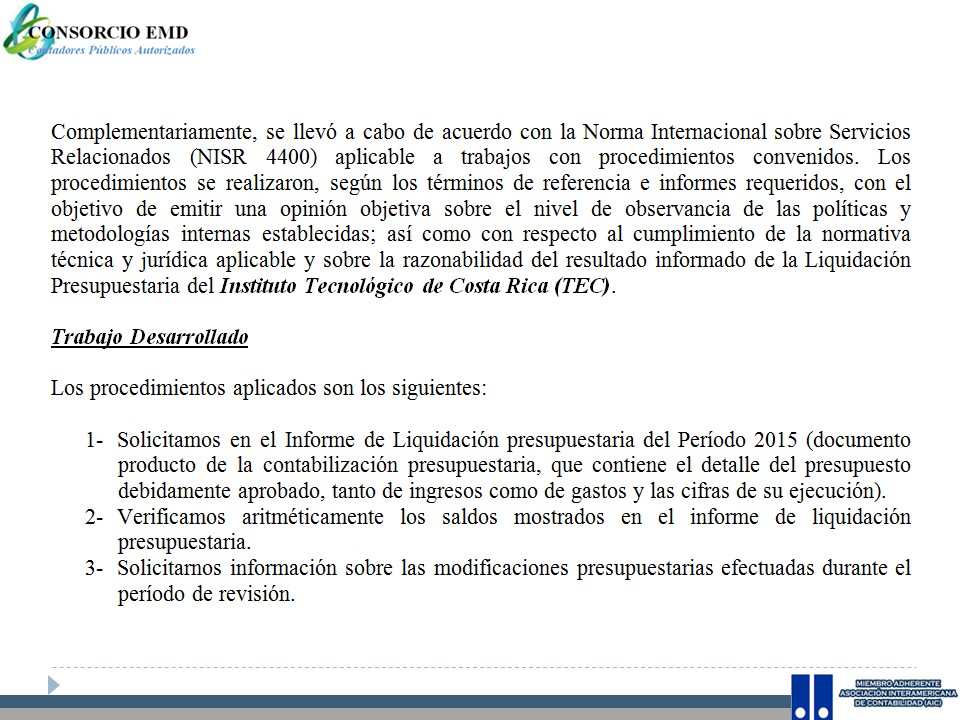 CONSORCIO EMD
Contadores Públicos Autorizados
Complementariamente, se llevó a cabo de acuerdo con la Norma Internacional sobre Servicios
Relacionados (NISR 4400) aplicable a trabajos con procedimientos convenidos. Los
procedimientos se realizaron, según los términos de referencia e informes requeridos, con el
objetivo de emitir una opinión objetiva sobre el nivel de observancia de las políticas y
metodologías internas establecidas; así como con respecto al cumplimiento de la normativa
técnica y jurídica aplicable y sobre la razonabilidad del resultado informado de la Liquidación
Presupuestaria del Instituto Tecnológico de Costa Rica (TEC).
Trabajo Desarrollado
Los procedimientos aplicados son los siguientes:
1- Solicitamos en el Informe de Liquidación presupuestaria del Período 2015 (documento
producto de la contabilización presupuestaria, que contiene el detalle del presupuesto
debidamente aprobado, tanto de ingresos como de gastos y las cifras de su ejecución).
2- Verificamos aritméticamente los saldos mostrados en el informe de liquidación
presupuestaria.
3- Solicitarnos información sobre las modificaciones presupuestarias efectuadas durante el
período de revisión.
MIEMBRO ADHERENTE
ASOCIACIÓN INTERAMERICANA
DE CONTABILIDAD (AIC)